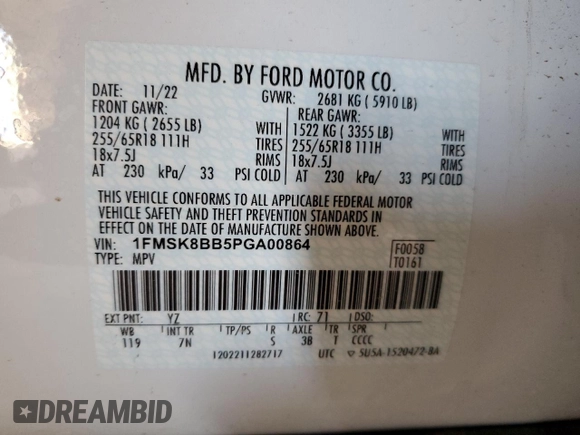 MFD. BY FORD MOTOR CO.
DATE: 11/22 GVWR: 2681 KG ( 5910 LB)
FRONT GAWR: REAR GAWR:
1204 KG ( 2655 LB) WITH 1522 KG ( 3355 LB) WITH
255/65R18 111H TIRES 255/65R18 111H TIRES
18x7.5J RIMS 18x7.5J RIMS
AT 230 kPa/ 33 PSI COLD AT 230 kPa/ 33 PSI COLD
THIS VEHICLE CONFORMS TO ALL APPLICABLE FEDERAL MOTOR
VEHICLE SAFETY AND THEFT PREVENTION STANDARDS IN
EFFECT ON THE DATE OF MANUFACTURE SHOWN ABOVE.
VIN: 1FMSK8BB5PGA00864 F0058
TYPE: MPV T0161
EXT PNT: YZ RC: 71 DSO:
WB INT TR TP/PS R AXLE TR SPR
119 7N S 3B T CCCC
1202211282717 UTC 5U5A-1520472-BA
DREAMBID